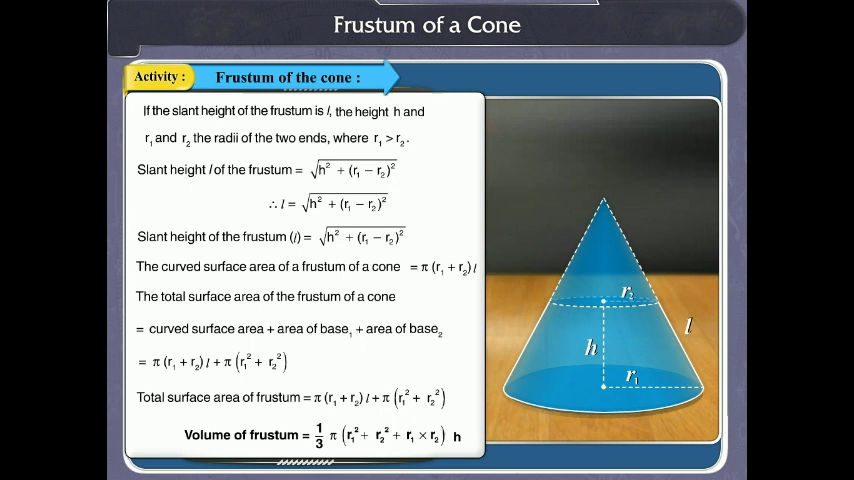 Frustum of a Cone
Activity :
Frustum of the cone :
If the slant height of the frustum is l, the height h and
r₁ and r₂ the radii of the two ends, where r₁ > r₂.
Slant height l of the frustum = √(h² + (r₁ − r₂)²)
∴ l = √(h² + (r₁ − r₂)²)
Slant height of the frustum (l) = √(h² + (r₁ − r₂)²)
The curved surface area of a frustum of a cone = π (r₁ + r₂) l
The total surface area of the frustum of a cone
= curved surface area + area of base₁ + area of base₂
= π (r₁ + r₂) l + π (r₁² + r₂²)
Total surface area of frustum = π (r₁ + r₂) l + π (r₁² + r₂²)
Volume of frustum = 1/3 π (r₁² + r₂² + r₁ × r₂) h
r₂
l
h
r₁